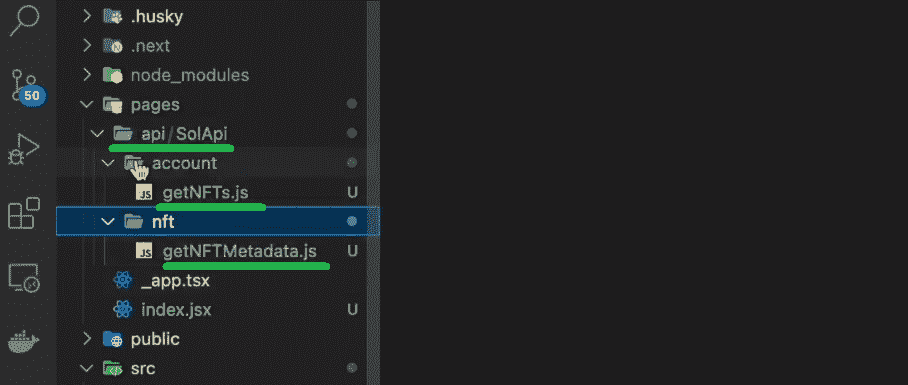 .husky
.next
node_modules
pages
api/SolApi
account
JS getNFTs.js U
nft
JS getNFTMetadata.js U
_app.tsx
index.jsx U
public
src
50